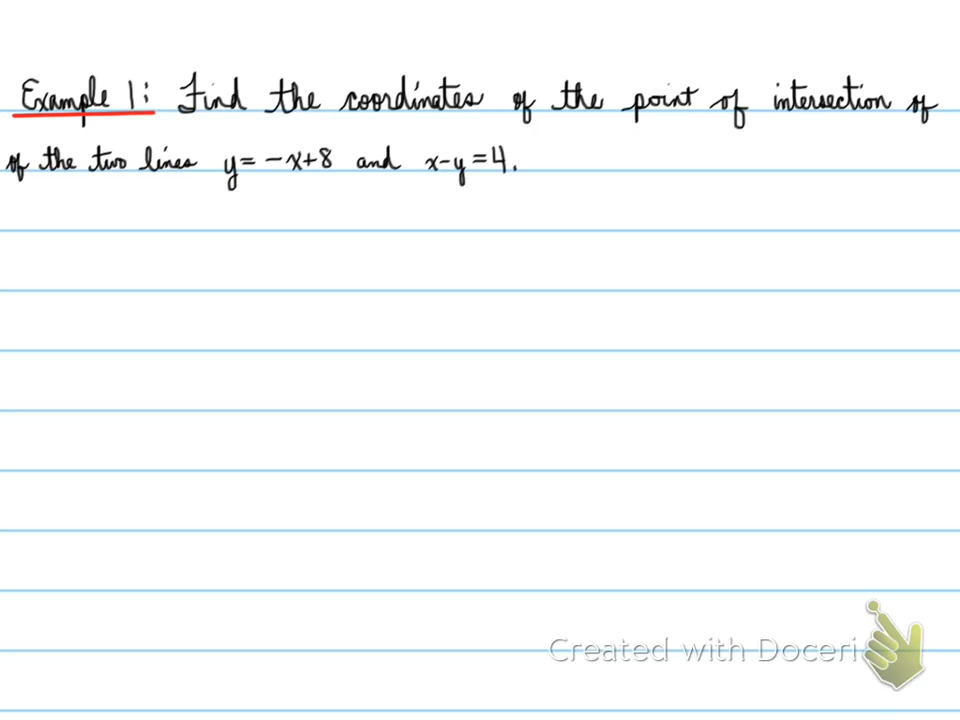 Example 1: Find the coordinates of the point of intersection of
of the two lines y = -x+8 and x-y = 4.
Created with Doceri